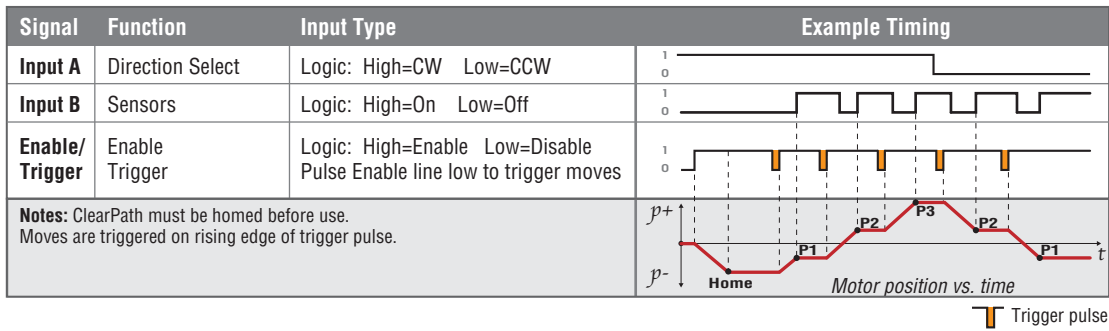 Signal Function Input Type Example Timing
Input A Direction Select Logic: High=CW Low=CCW 1
0
Input B Sensors Logic: High=On Low=Off 1
0
Enable/ Enable Logic: High=Enable Low=Disable 1
Trigger Trigger Pulse Enable line low to trigger moves 0
Notes: ClearPath must be homed before use.
Moves are triggered on rising edge of trigger pulse.
p+ P1 P2 P3 P2 P1 t
p- Home Motor position vs. time
Trigger pulse